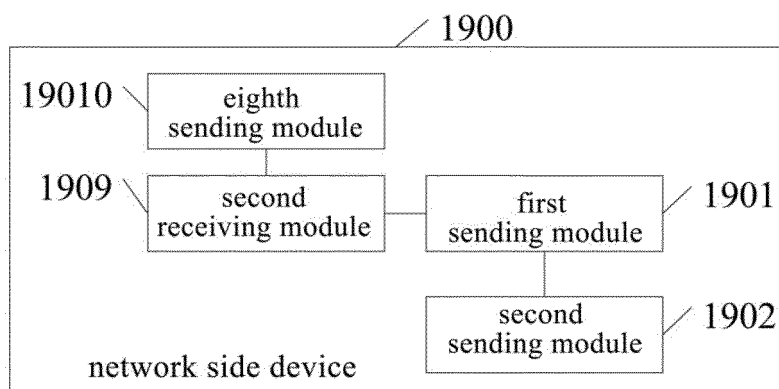 1900
19010
eighth
sending module
1909
second
receiving module
first
sending module
1901
second
sending module
1902
network side device